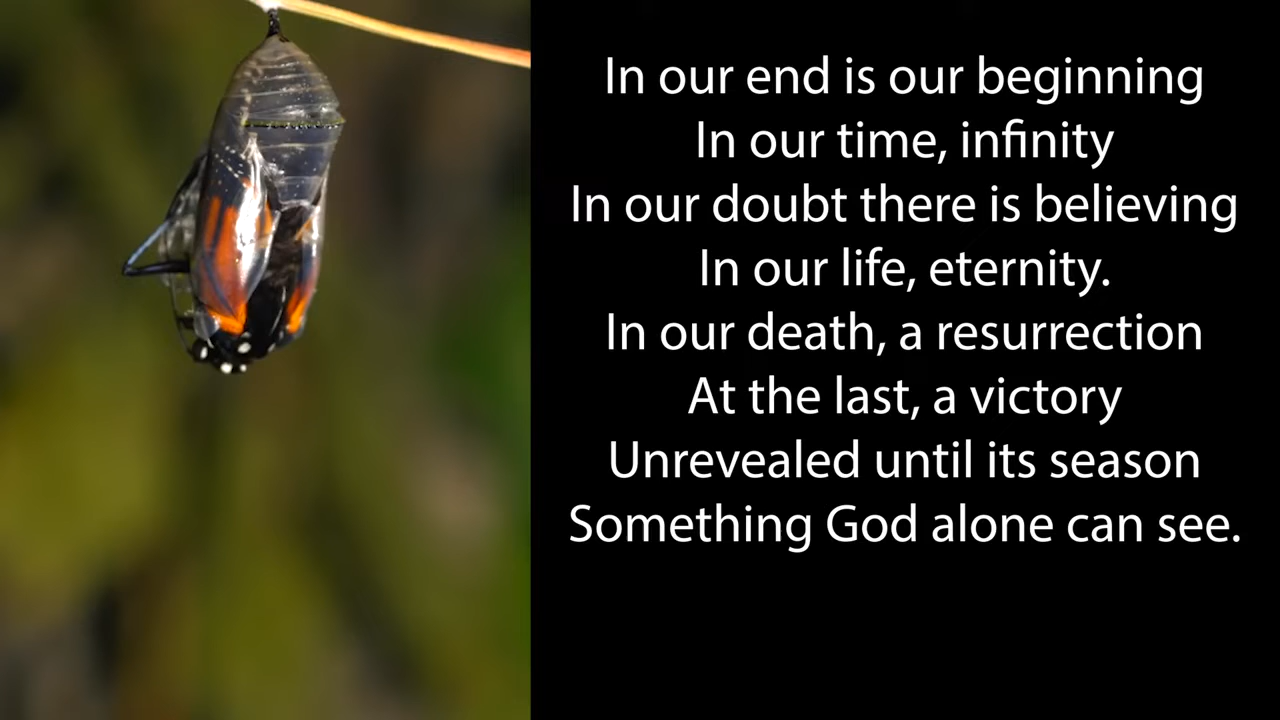 In our end is our beginning
In our time, infinity
In our doubt there is believing
In our life, eternity.
In our death, a resurrection
At the last, a victory
Unrevealed until its season
Something God alone can see.